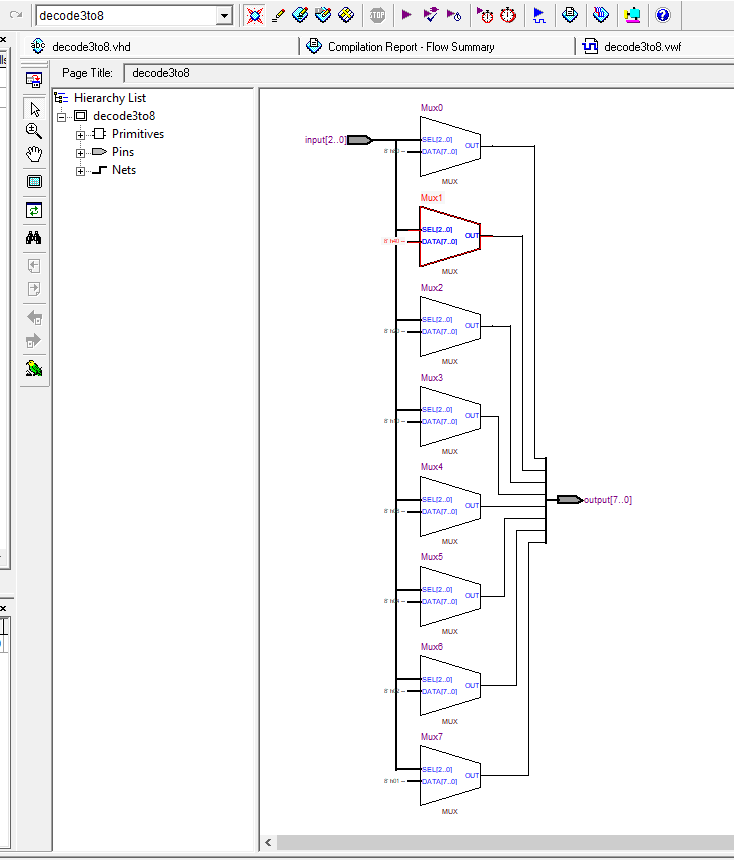 decode3to8
STOP
abc decode3to8.vhd
Compilation Report - Flow Summary
decode3to8.vwf
Page Title: decode3to8
Hierarchy List
decode3to8
Primitives
Pins
Nets
Mux0
input[2..0]
SEL[2..0]
DATA[7..0]
OUT
MUX
Mux1
SEL[2..0]
DATA[7..0]
OUT
MUX
Mux2
SEL[2..0]
DATA[7..0]
OUT
MUX
Mux3
SEL[2..0]
DATA[7..0]
OUT
MUX
Mux4
SEL[2..0]
DATA[7..0]
OUT
MUX
output[7..0]
Mux5
SEL[2..0]
DATA[7..0]
OUT
MUX
Mux6
SEL[2..0]
DATA[7..0]
OUT
MUX
Mux7
SEL[2..0]
8' h01
DATA[7..0]
OUT
MUX